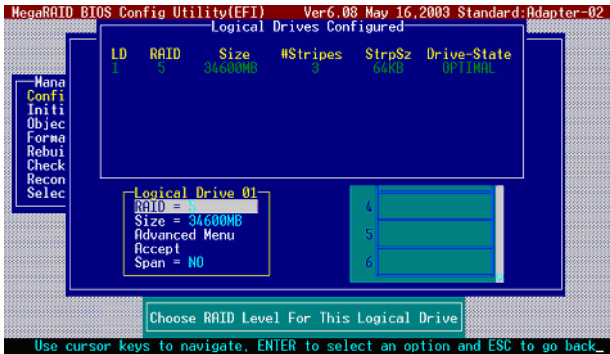 MegaRAID BIOS Config Utility(EFI) Ver6.08 May 16,2003 Standard:Adapter-02
Logical Drives Configured
LD RAID Size #Stripes StrpSz Drive-State
1 5 34600MB 3 64KB OPTIMAL
Mana
Confi
Initi
Objec
Forma
Rebui
Check
Recon
Selec
Logical Drive 01
RAID = 5
Size = 34600MB
Advanced Menu
Accept
Span = NO
4
5
6
Choose RAID Level For This Logical Drive
Use cursor keys to navigate, ENTER to select an option and ESC to go back_